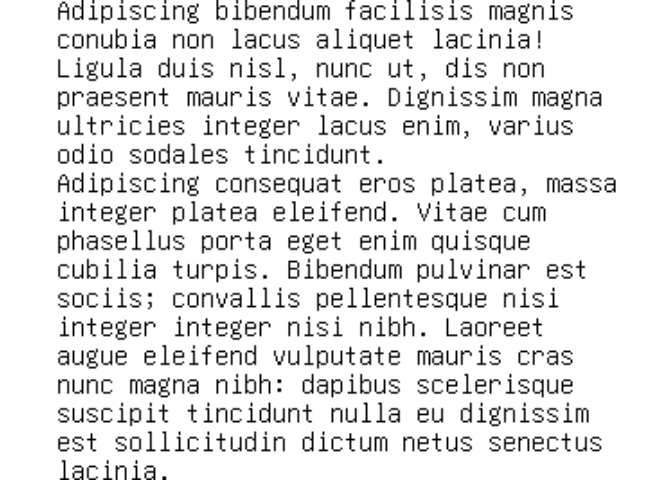 Adipiscing bibendum facilisis magnis
conubia non lacus aliquet lacinia!
Ligula duis nisl, nunc ut, dis non
praesent mauris vitae. Dignissim magna
ultricies integer lacus enim, varius
odio sodales tincidunt.
Adipiscing consequat eros platea, massa
integer platea eleifend. Vitae cum
phasellus porta eget enim quisque
cubilia turpis. Bibendum pulvinar est
sociis; convallis pellentesque nisi
integer integer nisi nibh. Laoreet
augue eleifend vulputate mauris cras
nunc magna nibh: dapibus scelerisque
suscipit tincidunt nulla eu dignissim
est sollicitudin dictum netus senectus
lacinia.